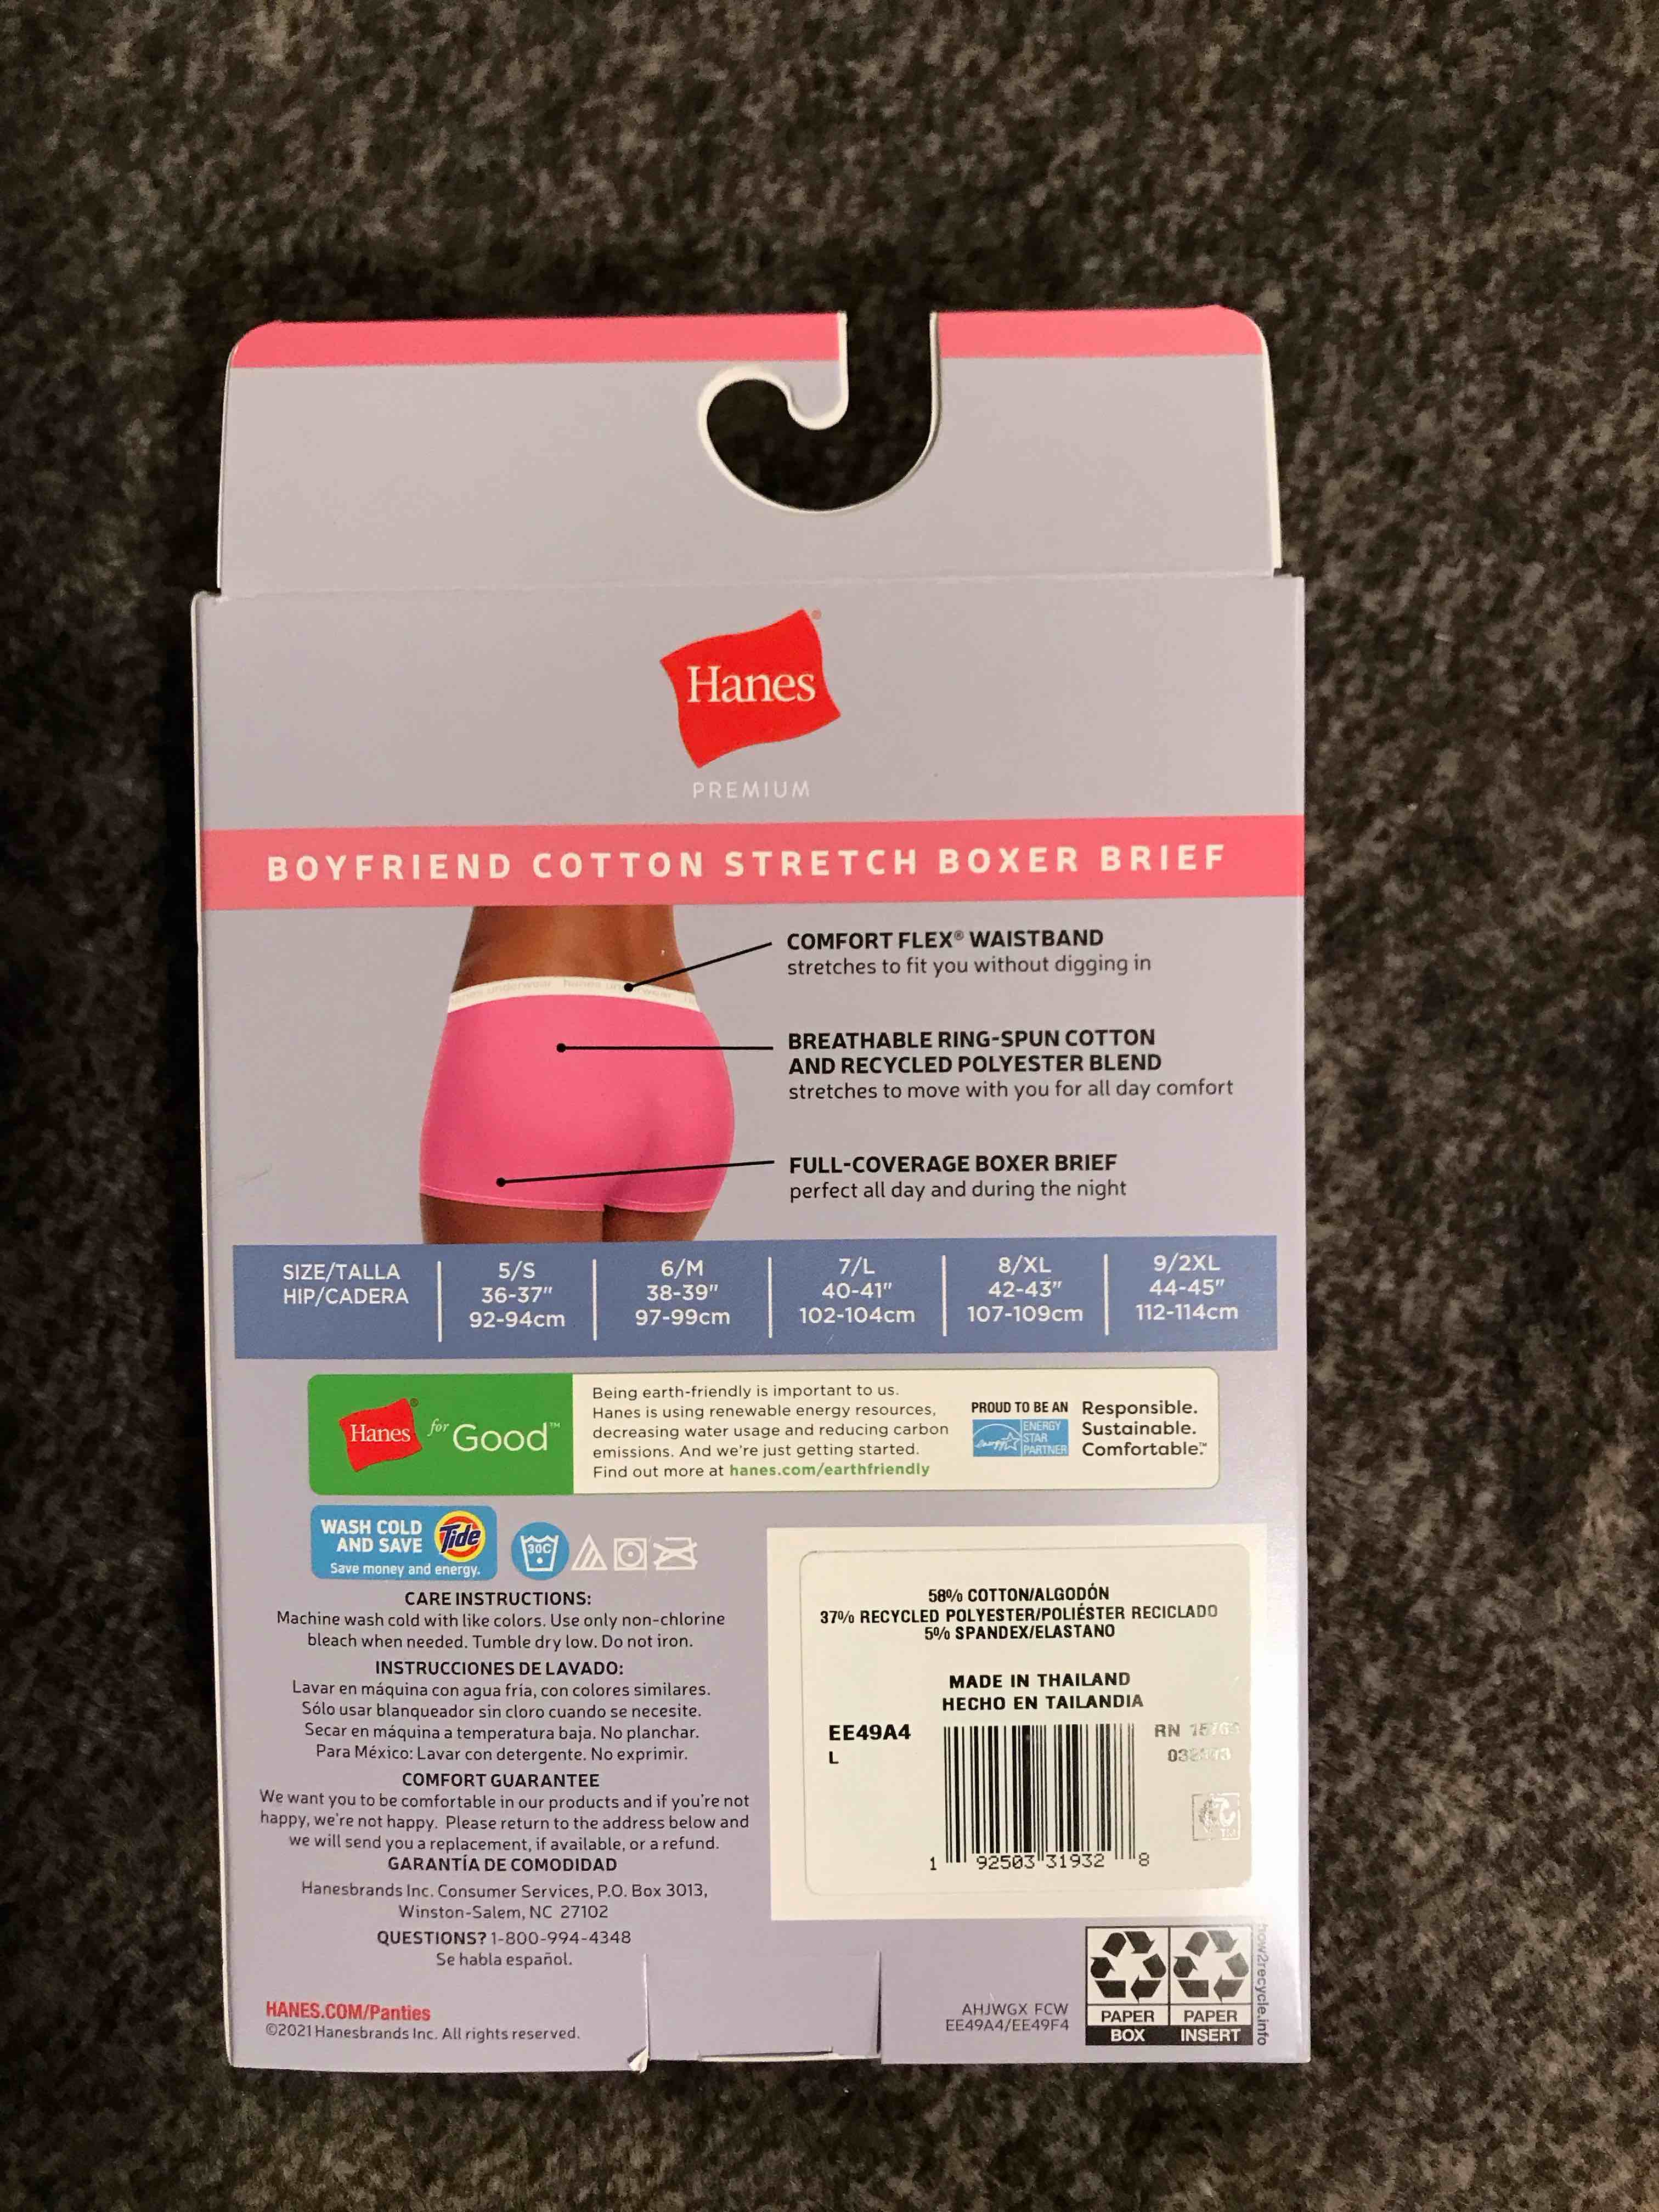 Hanes®
PREMIUM
BOYFRIEND COTTON STRETCH BOXER BRIEF
COMFORT FLEX® WAISTBAND
stretches to fit you without digging in
BREATHABLE RING-SPUN COTTON
AND RECYCLED POLYESTER BLEND
stretches to move with you for all day comfort
FULL-COVERAGE BOXER BRIEF
perfect all day and during the night
SIZE/TALLA 5/S 6/M 7/L 8/XL 9/2XL
HIP/CADERA 36-37" 38-39" 40-41" 42-43" 44-45"
92-94cm 97-99cm 102-104cm 107-109cm 112-114cm
Hanes® for Good™
Being earth-friendly is important to us.
Hanes is using renewable energy resources,
decreasing water usage and reducing carbon
emissions. And we're just getting started.
Find out more at hanes.com/earthfriendly
PROUD TO BE AN
energy
ENERGY
STAR
PARTNER
Responsible.
Sustainable.
Comfortable.™
WASH COLD
AND SAVE
Tide
Save money and energy.
30C
CARE INSTRUCTIONS:
Machine wash cold with like colors. Use only non-chlorine
bleach when needed. Tumble dry low. Do not iron.
INSTRUCCIONES DE LAVADO:
Lavar en máquina con agua fría, con colores similares.
Sólo usar blanqueador sin cloro cuando se necesite.
Secar en máquina a temperatura baja. No planchar.
Para México: Lavar con detergente. No exprimir.
COMFORT GUARANTEE
We want you to be comfortable in our products and if you're not
happy, we're not happy. Please return to the address below and
we will send you a replacement, if available, or a refund.
GARANTÍA DE COMODIDAD
Hanesbrands Inc. Consumer Services, P.O. Box 3013,
Winston-Salem, NC 27102
QUESTIONS? 1-800-994-4348
Se habla español.
HANES.COM/Panties
©2021 Hanesbrands Inc. All rights reserved.
58% COTTON/ALGODÓN
37% RECYCLED POLYESTER/POLIÉSTER RECICLADO
5% SPANDEX/ELASTANO
MADE IN THAILAND
HECHO EN TAILANDIA
EE49A4
L
RN
1 92503 31932 8
AHJWGX FCW
EE49A4/EE49F4
PAPER
BOX
PAPER
INSERT
how2recycle.info